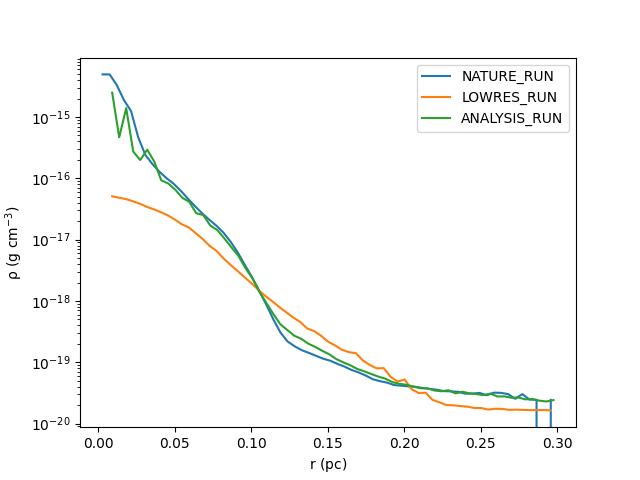 NATURE_RUN
LOWRES_RUN
ANALYSIS_RUN
10⁻¹⁵
10⁻¹⁶
10⁻¹⁷
10⁻¹⁸
10⁻¹⁹
10⁻²⁰
ρ (g cm⁻³)
0.00 0.05 0.10 0.15 0.20 0.25 0.30
r (pc)